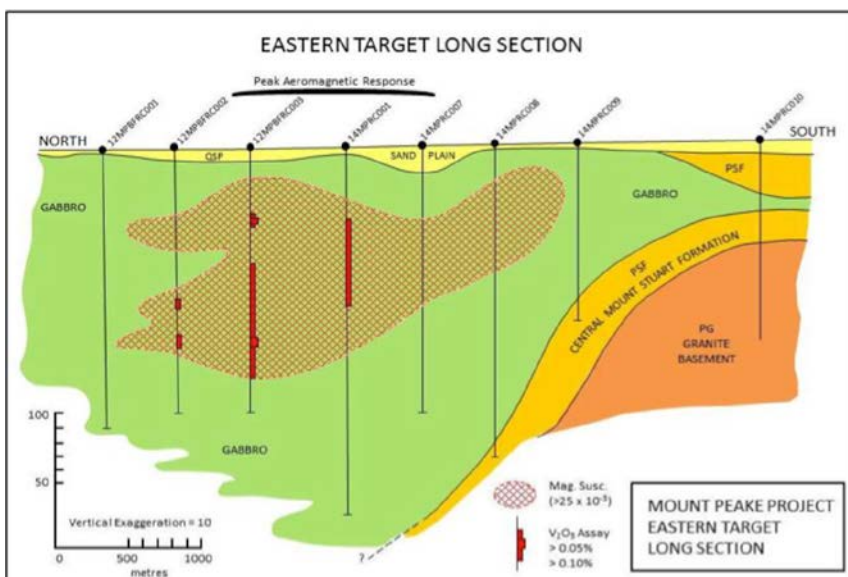 EASTERN TARGET LONG SECTION
Peak Aeromagnetic Response
12MPBFRC001
12MPBFRC002
12MPBFRC003
14MPRC001
14MPRC007
14MPRC008
14MPRC009
14MPRC010
NORTH
SOUTH
QSP
SAND PLAIN
PSF
GABBRO
GABBRO
PSF
CENTRAL MOUNT STUART FORMATION
PG
GRANITE
BASEMENT
100
50
GABBRO
Mag. Susc.
(>25 x 10⁻³)
Vertical Exaggeration = 10
0 500 1000
metres
?
V₂O₅ Assay
> 0.05%
> 0.10%
MOUNT PEAKE PROJECT
EASTERN TARGET
LONG SECTION